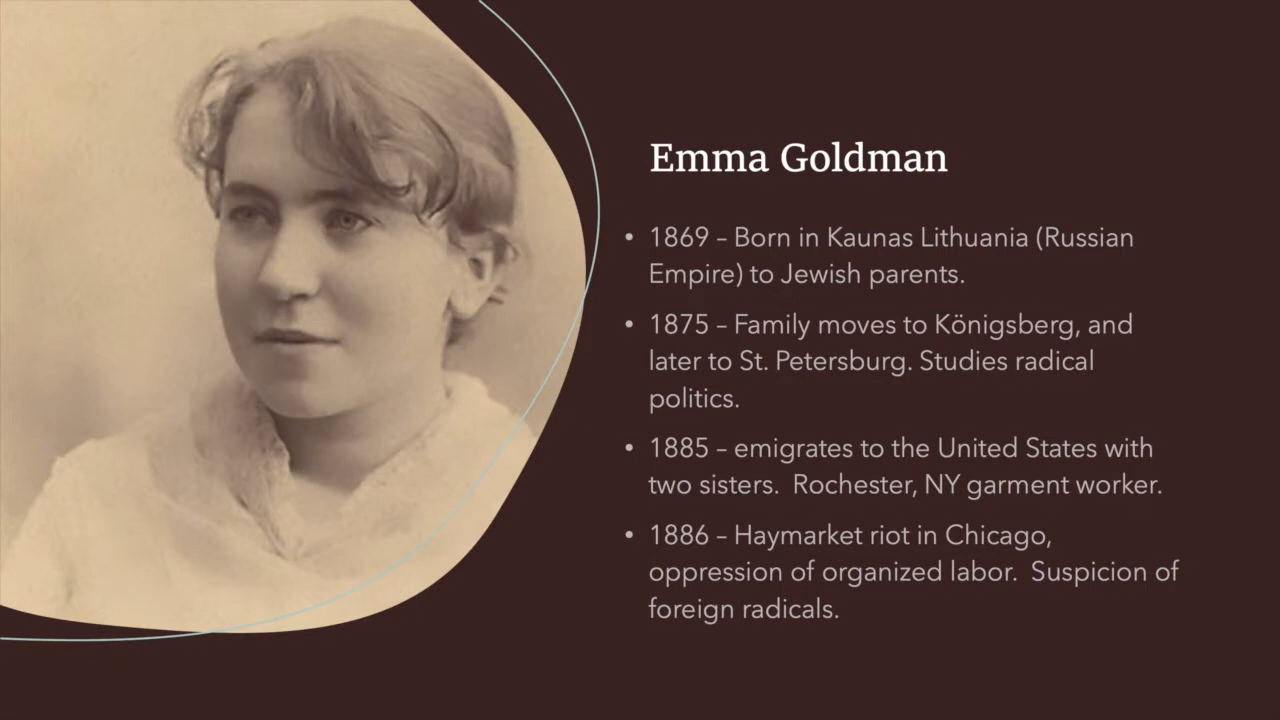 Emma Goldman
• 1869 – Born in Kaunas Lithuania (Russian
Empire) to Jewish parents.
• 1875 – Family moves to Königsberg, and
later to St. Petersburg. Studies radical
politics.
• 1885 – emigrates to the United States with
two sisters.  Rochester, NY garment worker.
• 1886 – Haymarket riot in Chicago,
oppression of organized labor.  Suspicion of
foreign radicals.